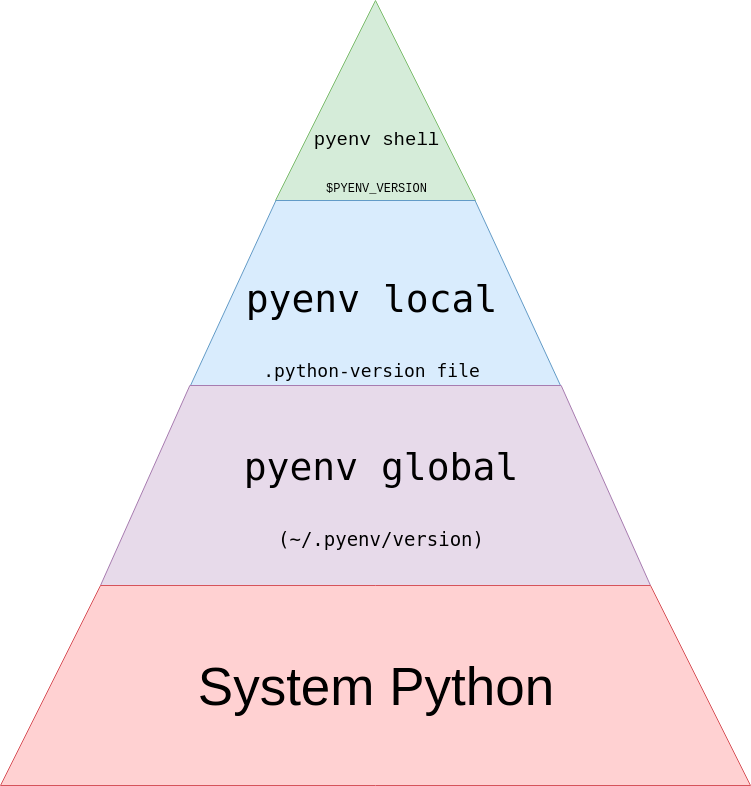 pyenv shell
$PYENV_VERSION
pyenv local
.python-version file
pyenv global
(~/.pyenv/version)
System Python